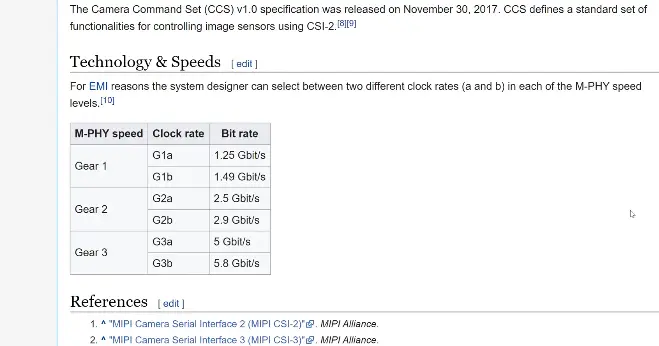 The Camera Command Set (CCS) v1.0 specification was released on November 30, 2017. CCS defines a standard set of
functionalities for controlling image sensors using CSI-2.[8][9]
Technology & Speeds [ edit ]
For EMI reasons the system designer can select between two different clock rates (a and b) in each of the M-PHY speed
levels.[10]
M-PHY speed Clock rate Bit rate
Gear 1 G1a 1.25 Gbit/s
G1b 1.49 Gbit/s
Gear 2 G2a 2.5 Gbit/s
G2b 2.9 Gbit/s
Gear 3 G3a 5 Gbit/s
G3b 5.8 Gbit/s
References [ edit ]
1. ^ "MIPI Camera Serial Interface 2 (MIPI CSI-2)". MIPI Alliance.
2. ^ "MIPI Camera Serial Interface 3 (MIPI CSI-3)". MIPI Alliance.